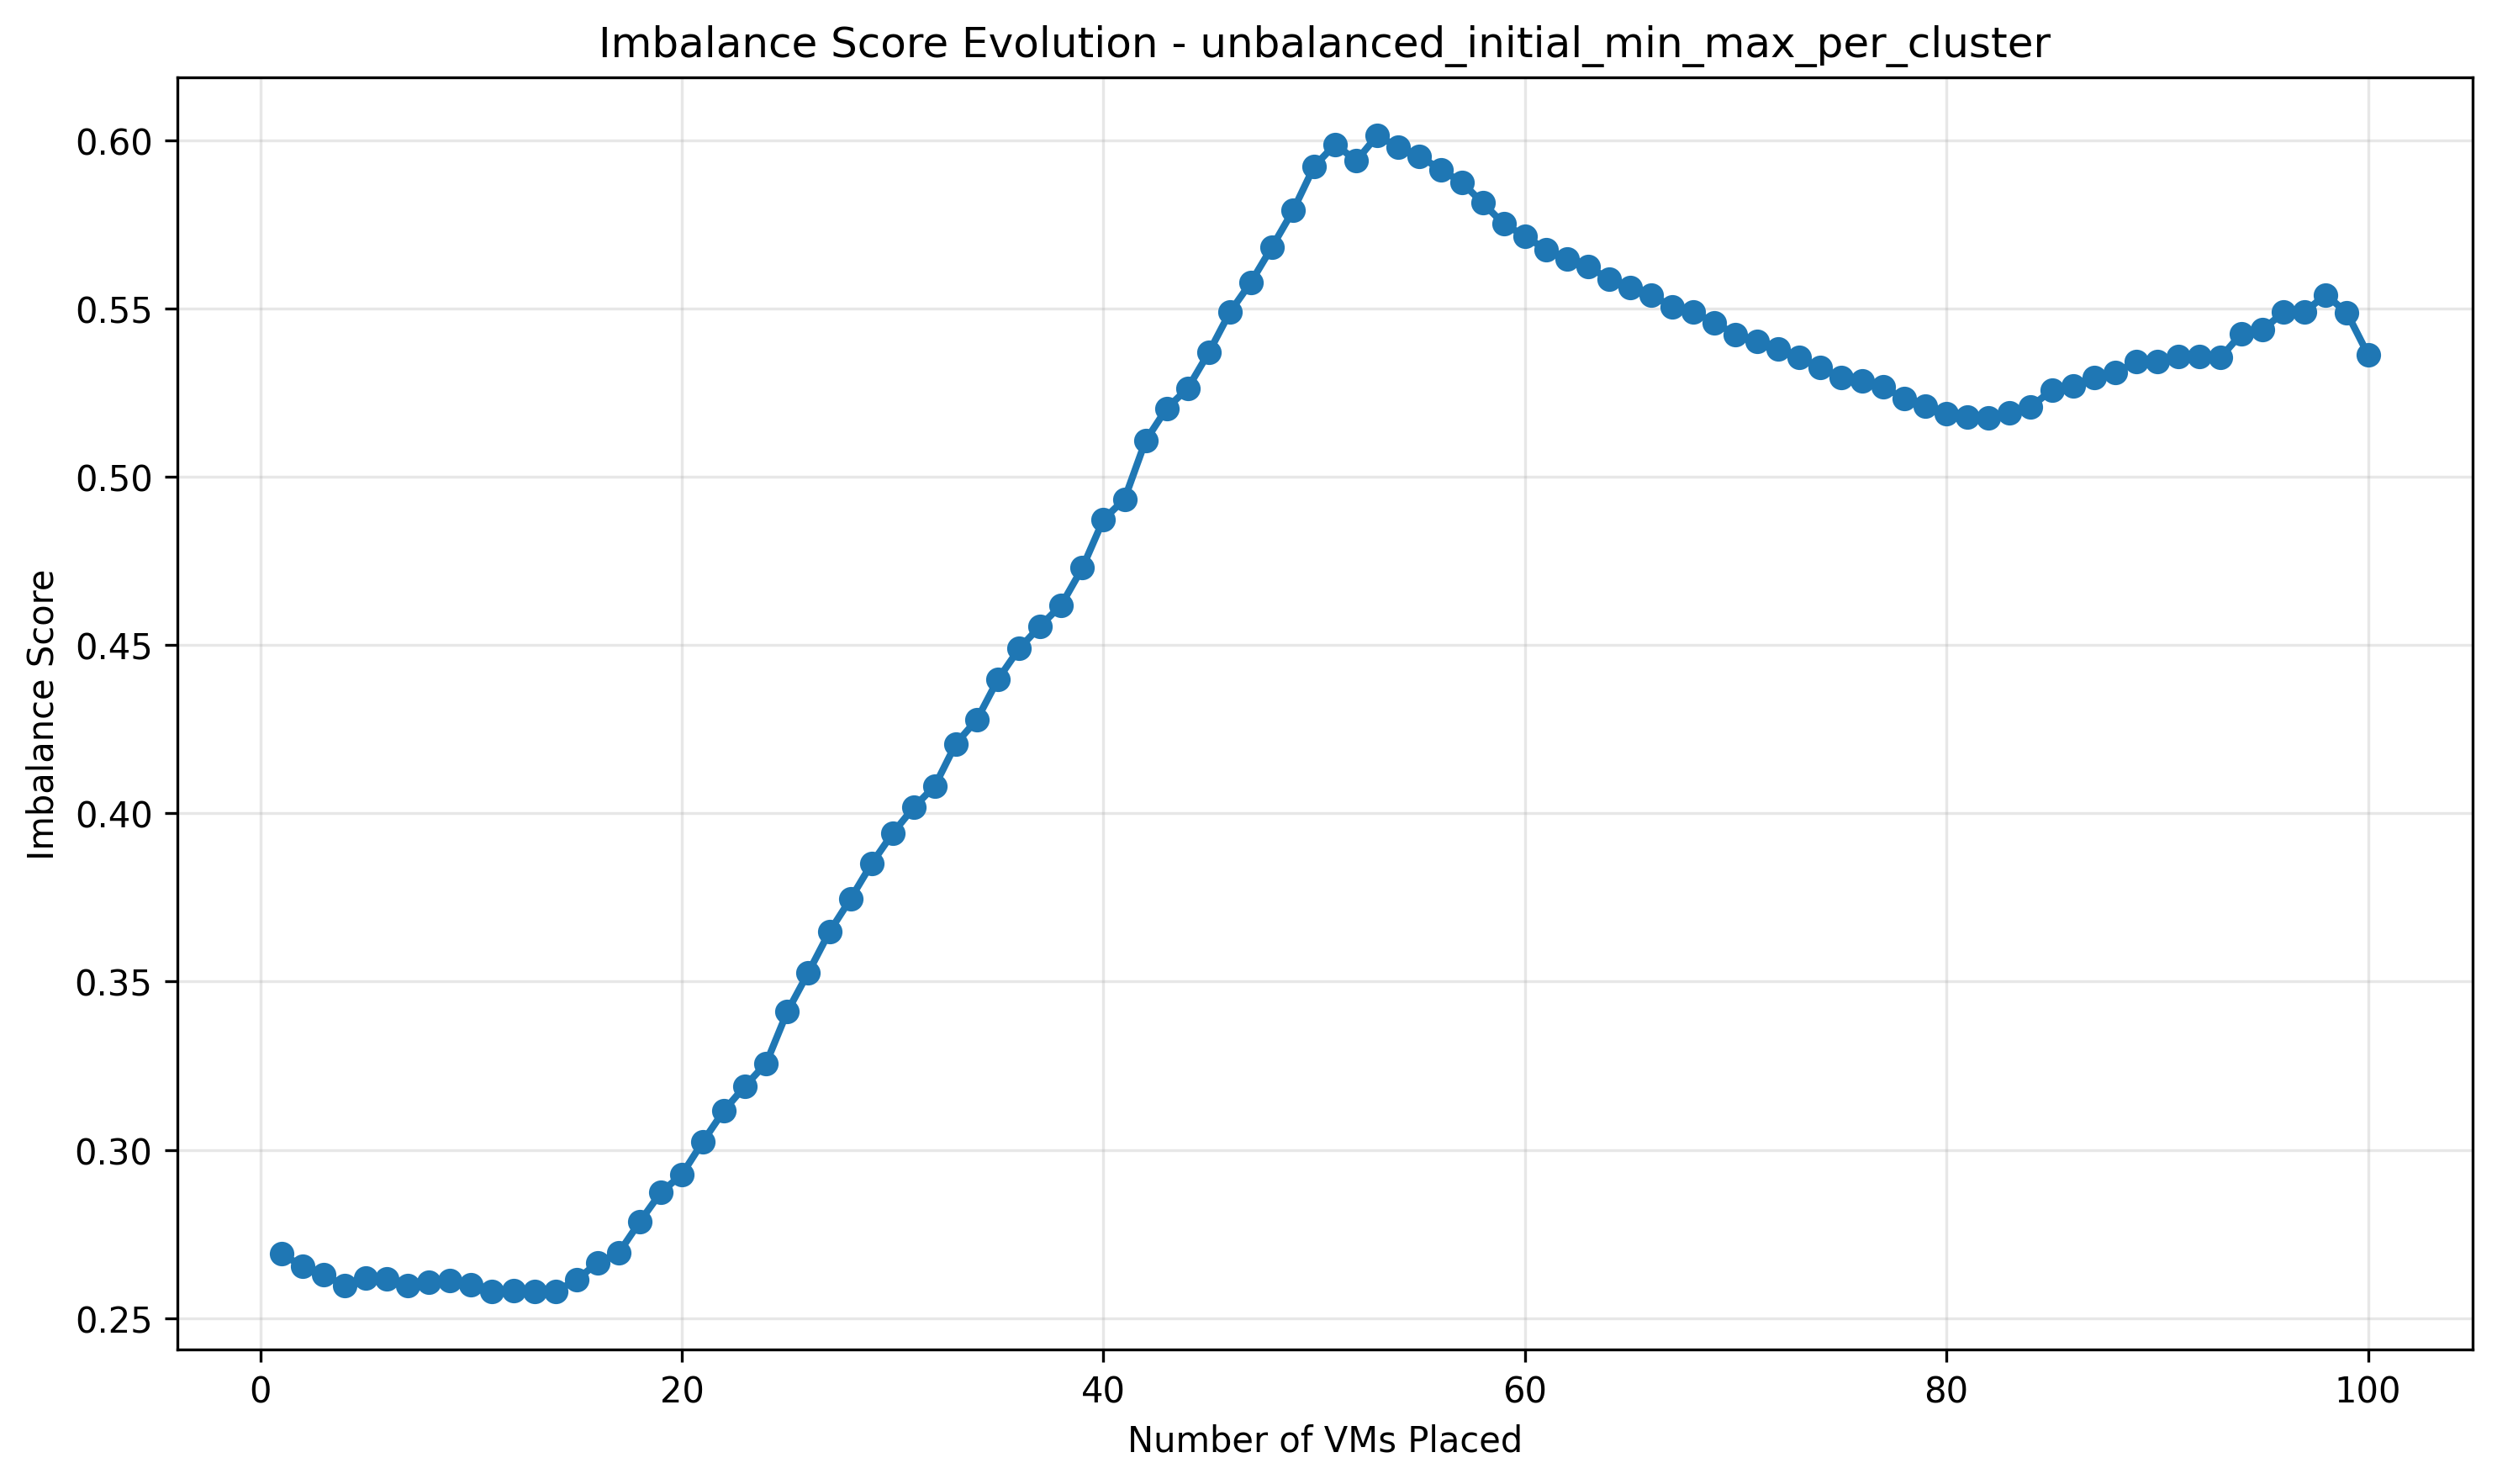 Imbalance Score Evolution - unbalanced_initial_min_max_per_cluster
Imbalance Score
0.60
0.55
0.50
0.45
0.40
0.35
0.30
0.25
0 20 40 60 80 100
Number of VMs Placed